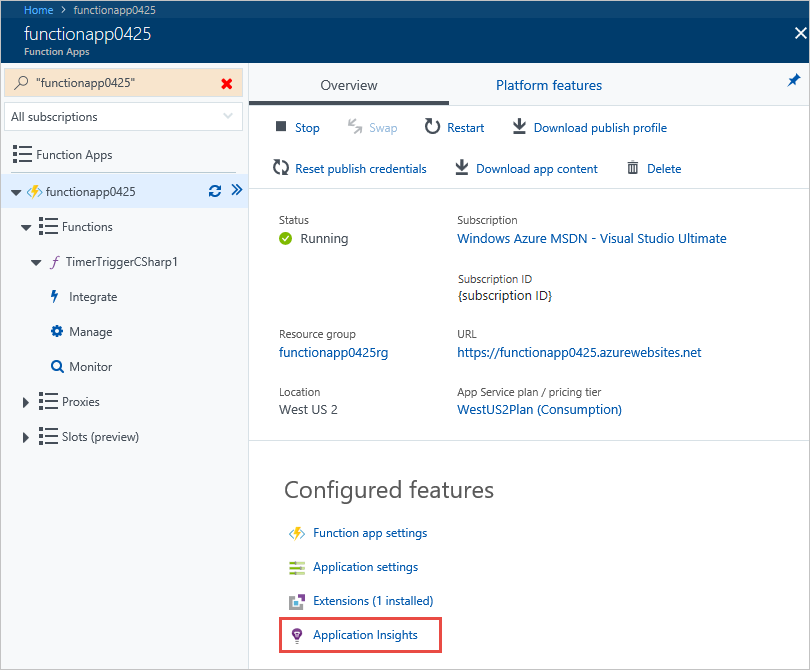 Home > functionapp0425
functionapp0425
Function Apps
"functionapp0425"
All subscriptions
Function Apps
functionapp0425
Functions
TimerTriggerCSharp1
Integrate
Manage
Monitor
Proxies
Slots (preview)
Overview
Platform features
Stop
Swap
Restart
Download publish profile
Reset publish credentials
Download app content
Delete
Status
Running
Subscription
Windows Azure MSDN - Visual Studio Ultimate
Subscription ID
{subscription ID}
Resource group
functionapp0425rg
URL
https://functionapp0425.azurewebsites.net
Location
West US 2
App Service plan / pricing tier
WestUS2Plan (Consumption)
Configured features
Function app settings
Application settings
Extensions (1 installed)
Application Insights